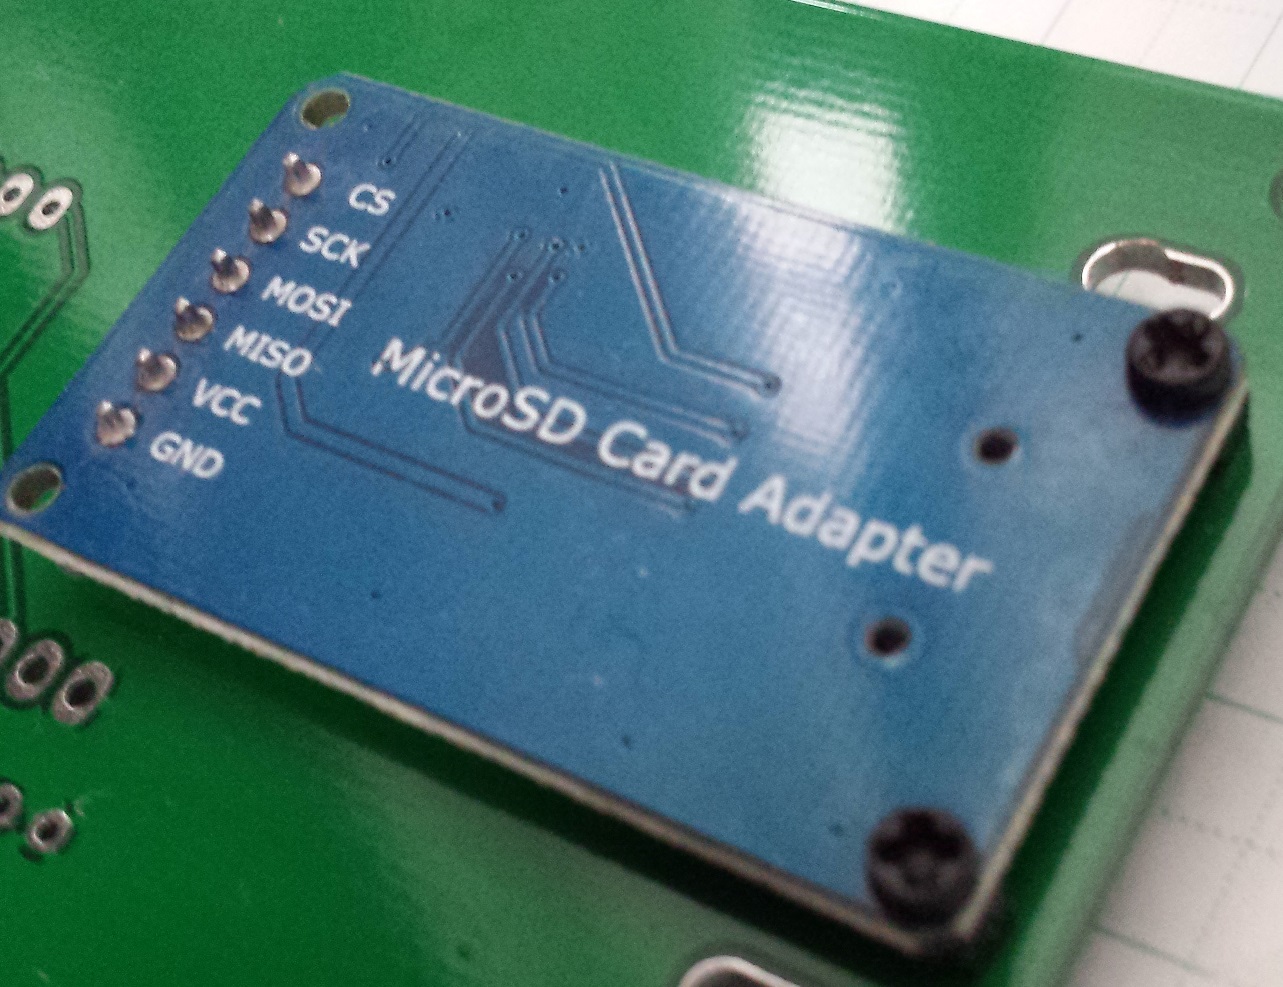 CS
SCK
MOSI
MISO
VCC
GND
MicroSD Card Adapter